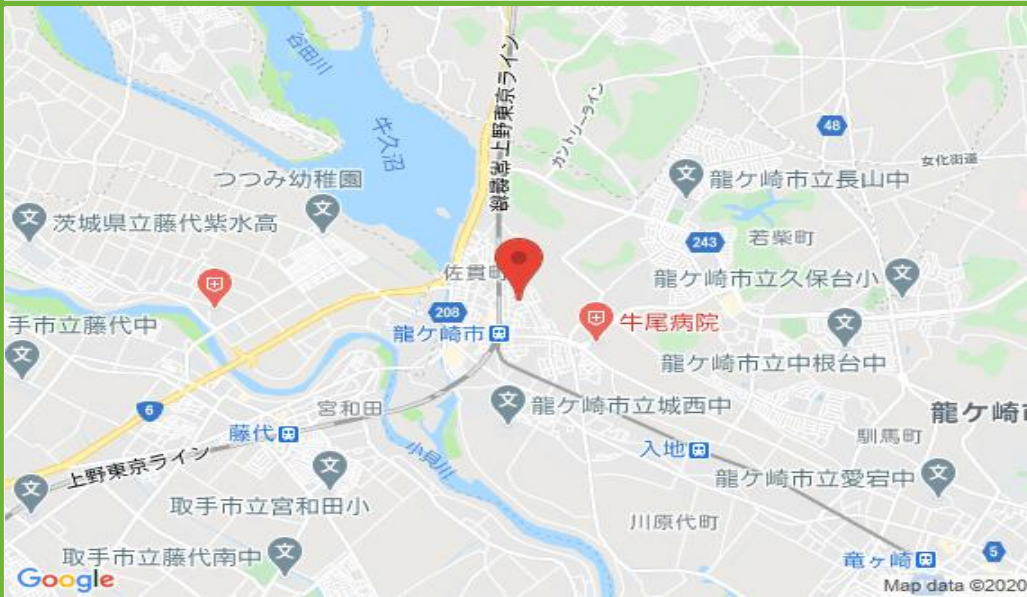 谷田川
牛久沼
上野東京ライン
カントリーライン
48
女化街道
つつみ幼稚園
龍ケ崎市立長山中
茨城県立藤代紫水高
243
若柴町
佐貫町
龍ケ崎市立久保台小
208
手市立藤代中
龍ケ崎市
牛尾病院
龍ケ崎市立中根台中
6
宮和田
龍ケ崎市立城西中
龍ケ崎市
藤代
馴馬町
小貝川
入地
上野東京ライン
龍ケ崎市立愛宕中
取手市立宮和田小
川原代町
取手市立藤代南中
竜ヶ崎
5
Google
Map data ©2020